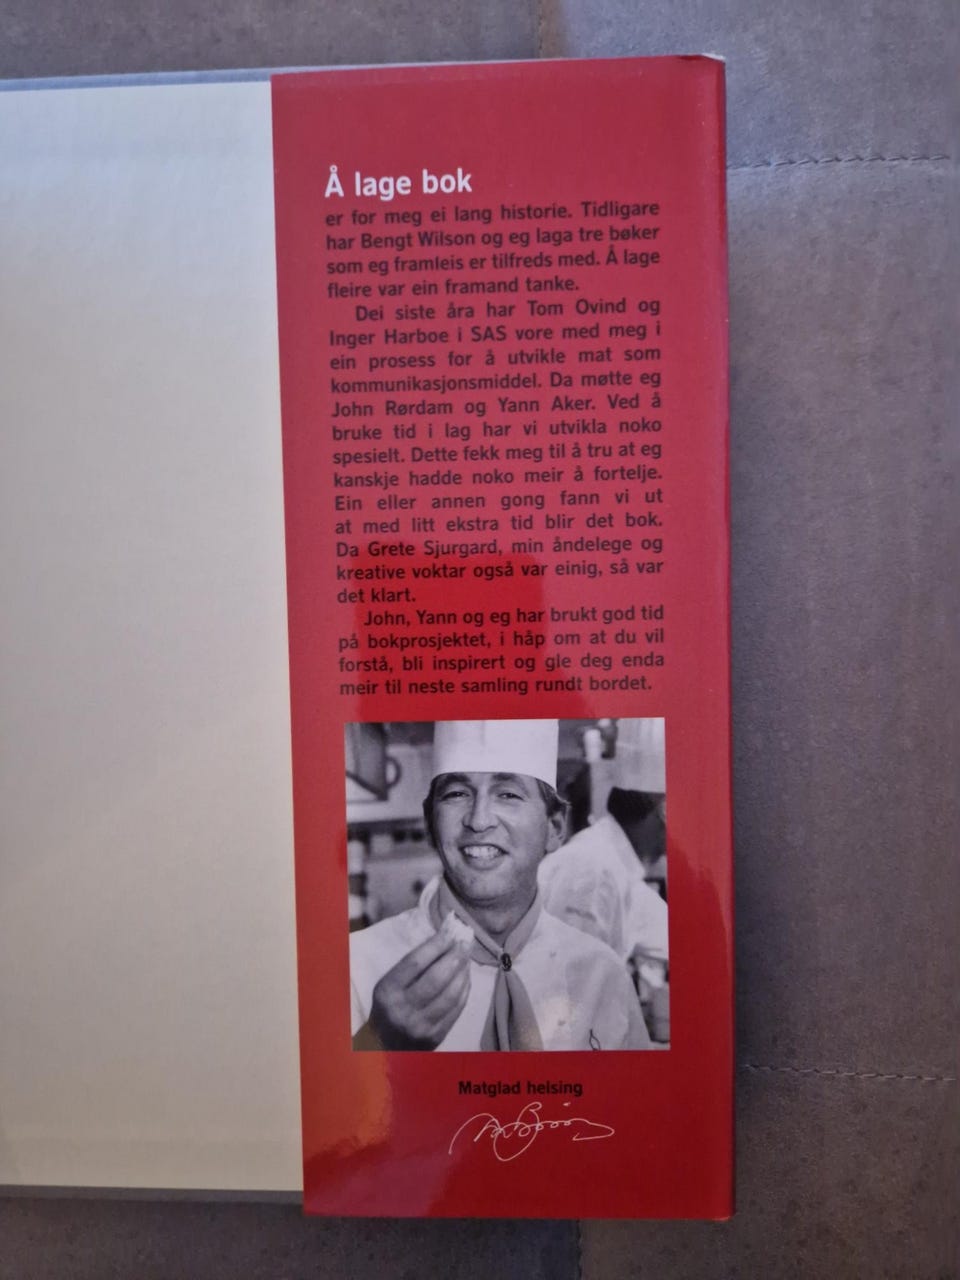 Å lage bok
er for meg ei lang historie. Tidligare
har Bengt Wilson og eg laga tre bøker
som eg framleis er tilfreds med. Å lage
fleire var ein framand tanke.
Dei siste åra har Tom Ovind og
Inger Harboe i SAS vore med meg i
ein prosess for å utvikle mat som
kommunikasjonsmiddel. Da møtte eg
John Rørdam og Yann Aker. Ved å
bruke tid i lag har vi utvikla noko
spesielt. Dette fekk meg til å tru at eg
kanskje hadde noko meir å fortelje.
Ein eller annen gong fann vi ut
at med litt ekstra tid blir det bok.
Da Grete Sjurgard, min åndelege og
kreative voktar også var einig, så var
det klart.
John, Yann og eg har brukt god tid
på bokprosjektet, i håp om at du vil
forstå, bli inspirert og gle deg enda
meir til neste samling rundt bordet.
Matglad helsing